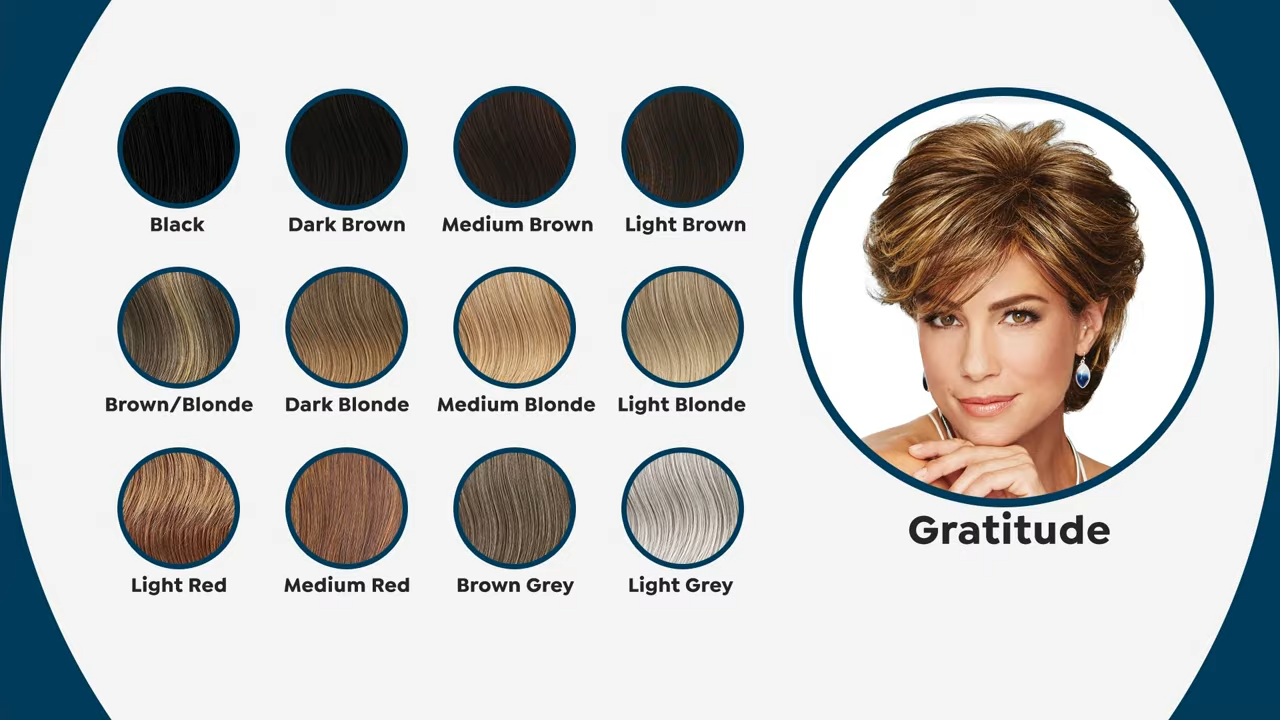 Black
Dark Brown
Medium Brown
Light Brown
Brown/Blonde
Dark Blonde
Medium Blonde
Light Blonde
Light Red
Medium Red
Brown Grey
Light Grey
Gratitude